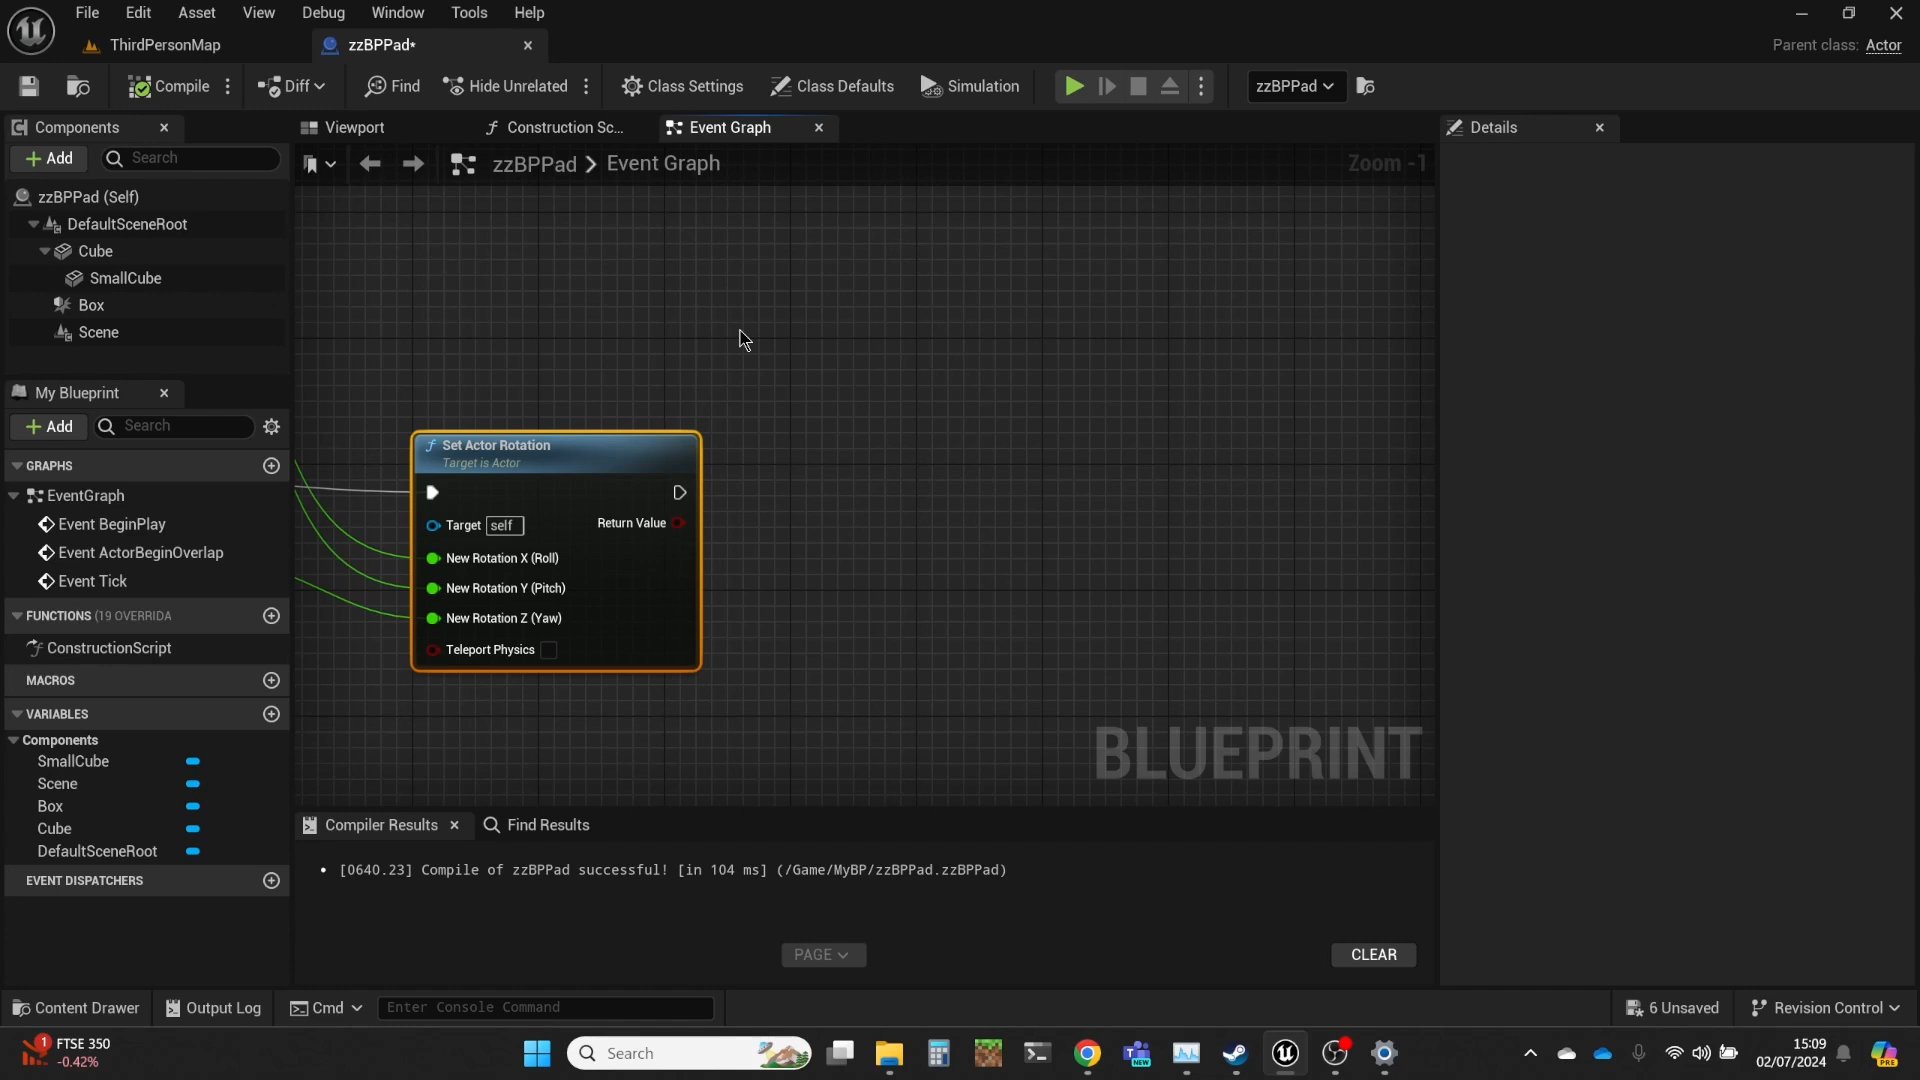 File Edit Asset View Debug Window Tools Help
ThirdPersonMap
zzBPPad*
Parent class: Actor
Compile
Diff
Find
Hide Unrelated
Class Settings
Class Defaults
Simulation
zzBPPad
Components
Viewport
Construction Sc...
Event Graph
Details
Add
Search
zzBPPad > Event Graph
Zoom -1
zzBPPad (Self)
DefaultSceneRoot
Cube
SmallCube
Box
Scene
My Blueprint
Add
Search
GRAPHS
EventGraph
Event BeginPlay
Event ActorBeginOverlap
Event Tick
FUNCTIONS (19 OVERRIDA
ConstructionScript
MACROS
VARIABLES
Components
SmallCube
Scene
Box
Cube
DefaultSceneRoot
EVENT DISPATCHERS
f Set Actor Rotation
Target is Actor
Target self
Return Value
New Rotation X (Roll)
New Rotation Y (Pitch)
New Rotation Z (Yaw)
Teleport Physics
BLUEPRINT
Compiler Results
Find Results
• [0640.23] Compile of zzBPPad successful! [in 104 ms] (/Game/MyBP/zzBPPad.zzBPPad)
PAGE
CLEAR
Content Drawer
Output Log
Cmd
Enter Console Command
6 Unsaved
Revision Control
1
FTSE 350
-0.42%
Search
NEW
15:09
02/07/2024
PRE